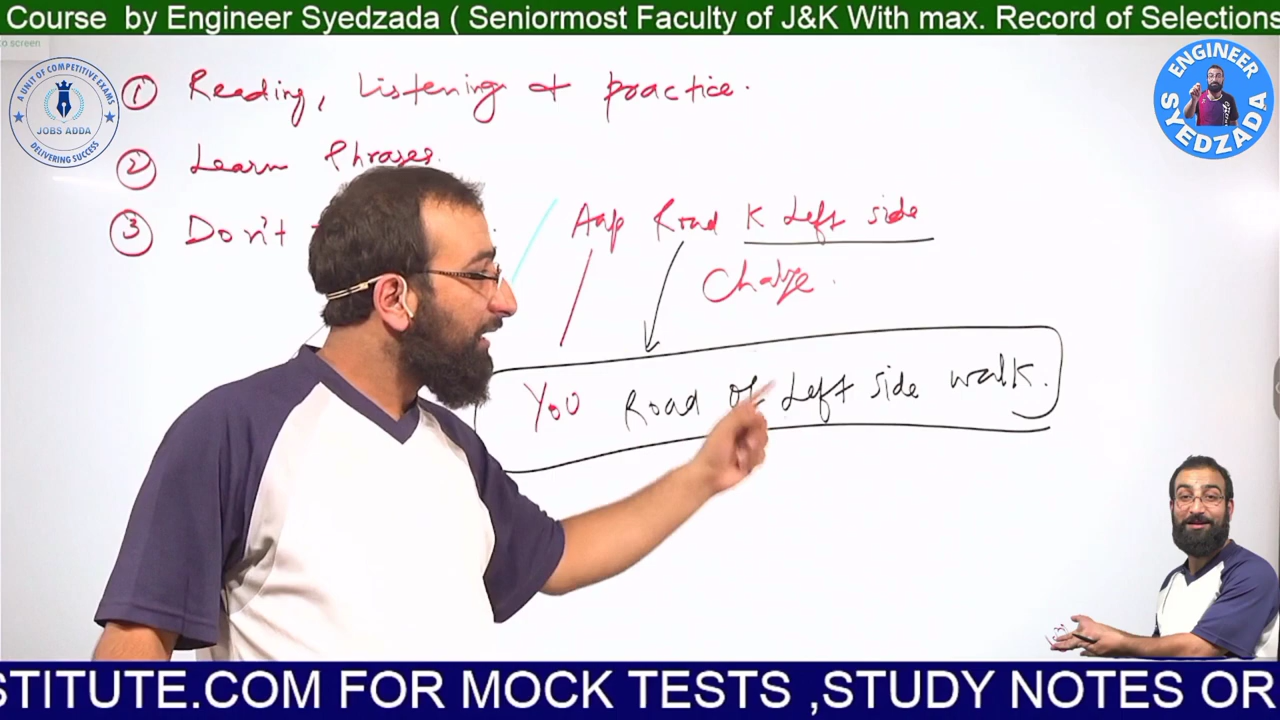 Course by Engineer Syedzada ( Seniormost Faculty of J&K With max. Record of Selections
to screen
A UNIT OF COMPETITIVE EXAMS
JOBS ADDA
DELIVERING SUCCESS
ENGINEER
SYEDZADA
① Reading, Listening & practice.
② Learn Phrases.
③ Don't
Aap Road K Left side
Chalye.
You Road of Left side walk.
STITUTE.COM FOR MOCK TESTS ,STUDY NOTES OR